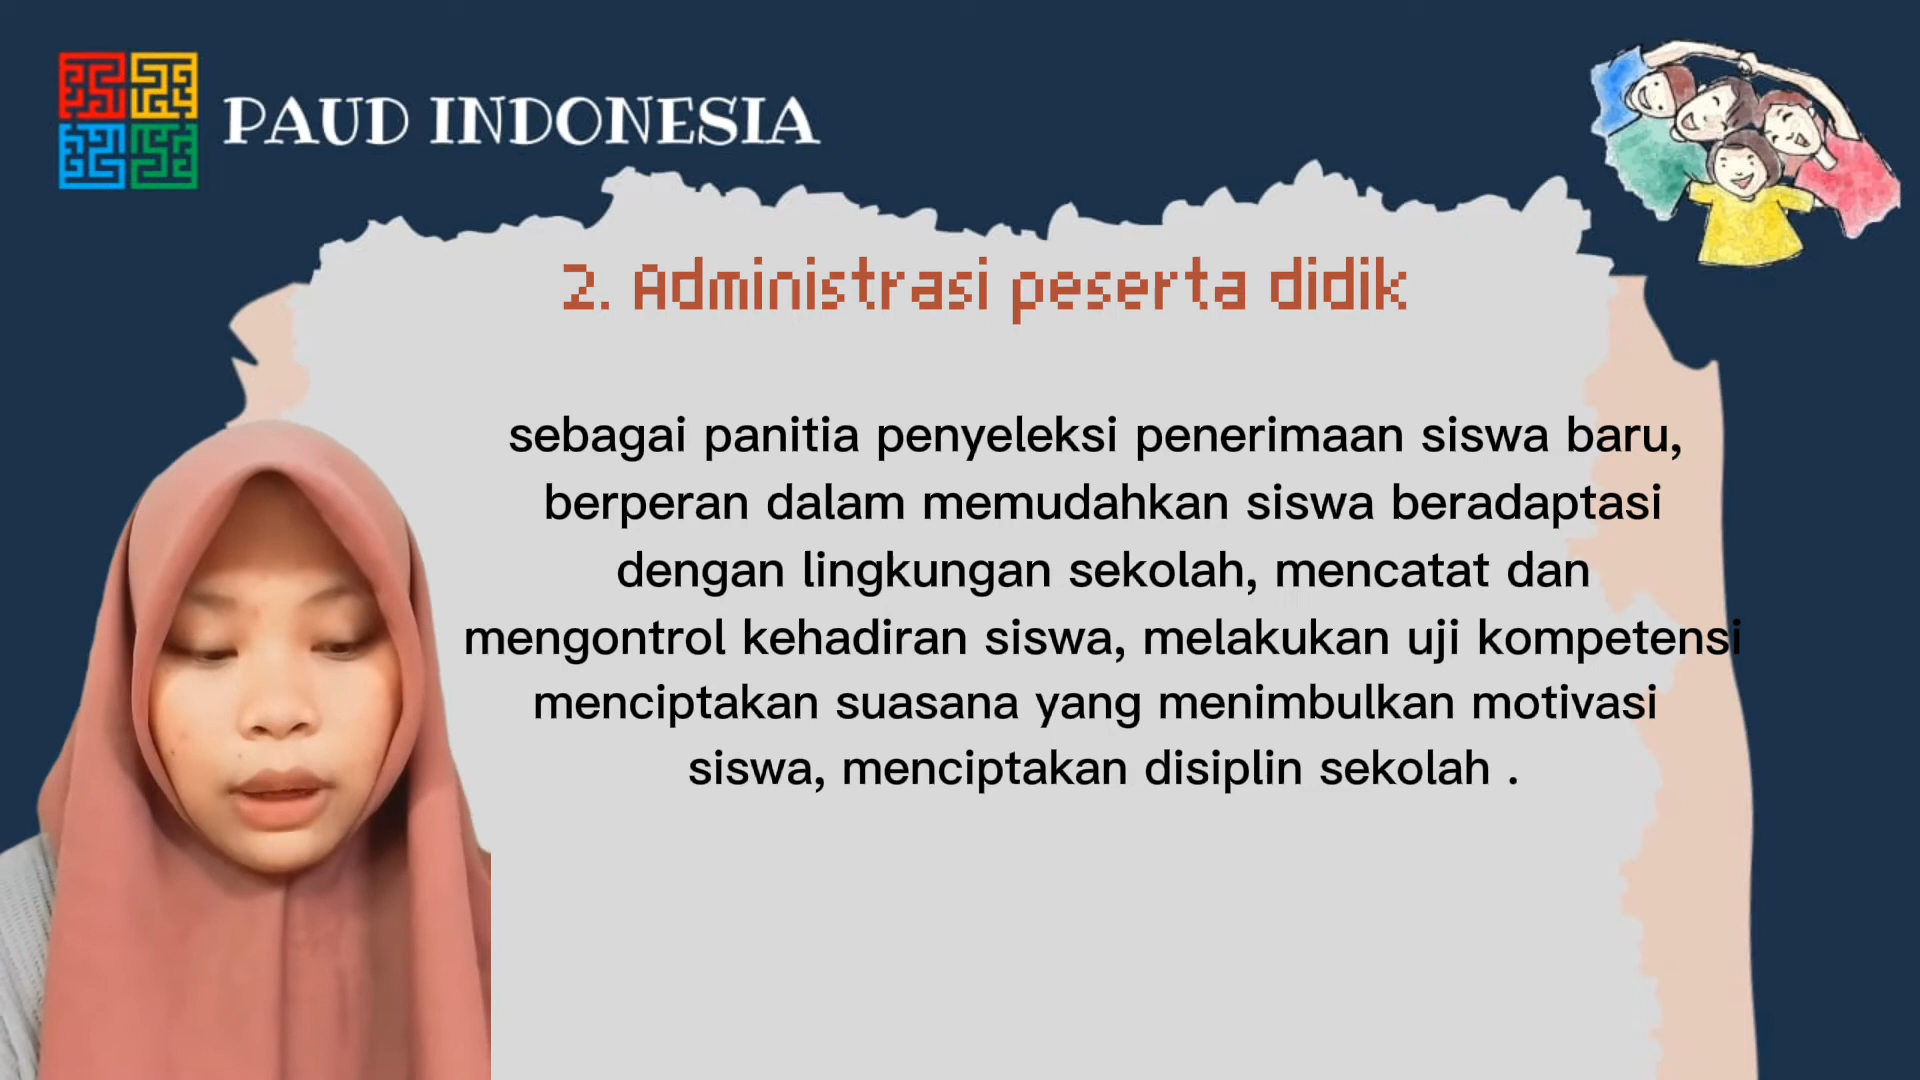 PAUD INDONESIA
2. Administrasi peserta didik
sebagai panitia penyeleksi penerimaan siswa baru,
berperan dalam memudahkan siswa beradaptasi
dengan lingkungan sekolah, mencatat dan
mengontrol kehadiran siswa, melakukan uji kompetensi
menciptakan suasana yang menimbulkan motivasi
siswa, menciptakan disiplin sekolah .